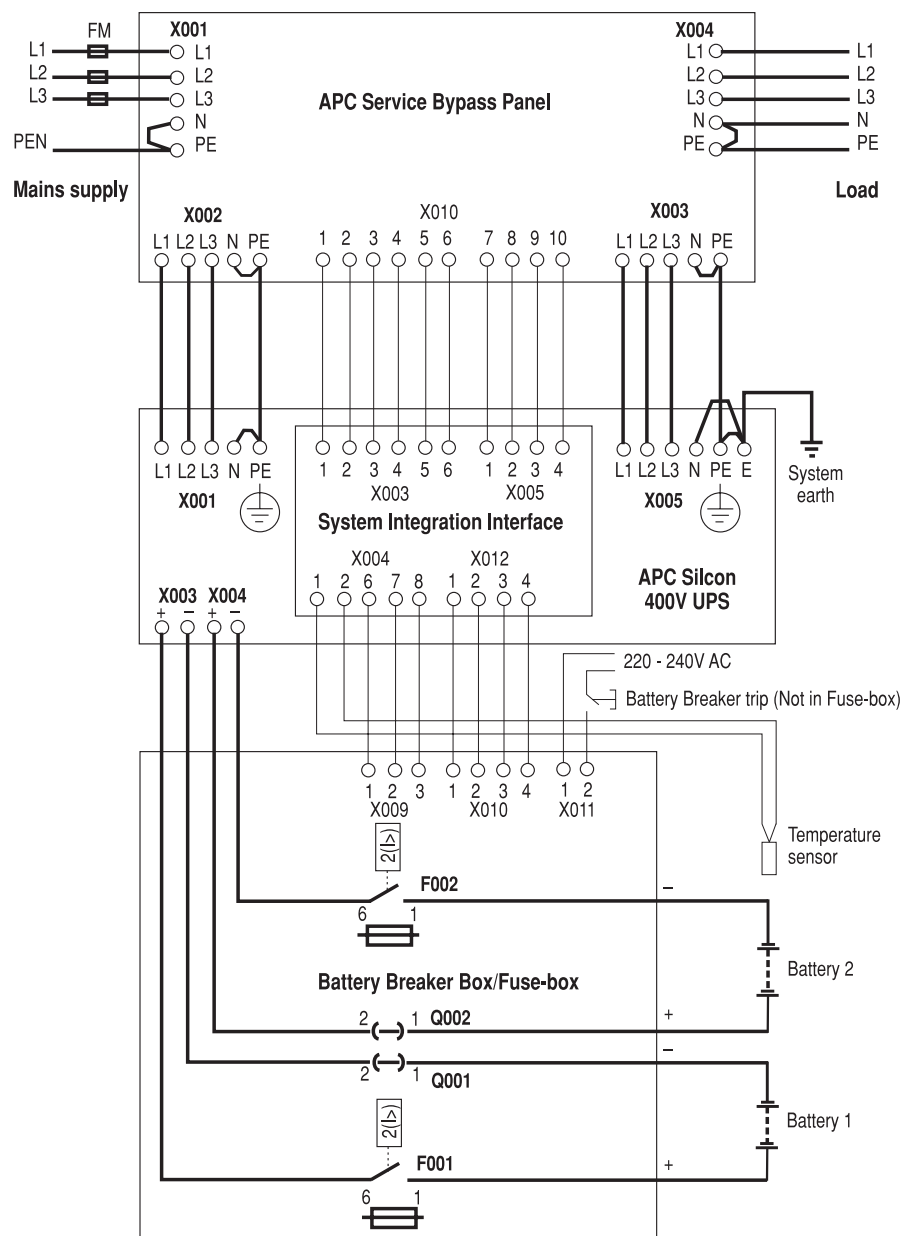 FM X001 X004
L1 L1 L1 L1
L2 L2 L2 L2
APC Service Bypass Panel
L3 L3 L3 L3
N N N
PEN PE PE PE
Mains supply Load
X002 X010 X003
L1 L2 L3 N PE 1 2 3 4 5 6 7 8 9 10 L1 L2 L3 N PE
L1 L2 L3 N PE 1 2 3 4 5 6 1 2 3 4 L1 L2 L3 N PE E
System
earth
X001 X003 X005 X005
System Integration Interface
X004 X012
1 2 6 7 8 1 2 3 4
APC Silcon
400V UPS
X003 X004
+ − + −
220 - 240V AC
Battery Breaker trip (Not in Fuse-box)
1 2 3 1 2 3 4 1 2
X009 X010 X011
Temperature
sensor
2(I>)
F002 −
6 1
Battery 2
Battery Breaker Box/Fuse-box
2 1 Q002 +
−
2 1 Q001
2(I>)
Battery 1
F001 +
6 1